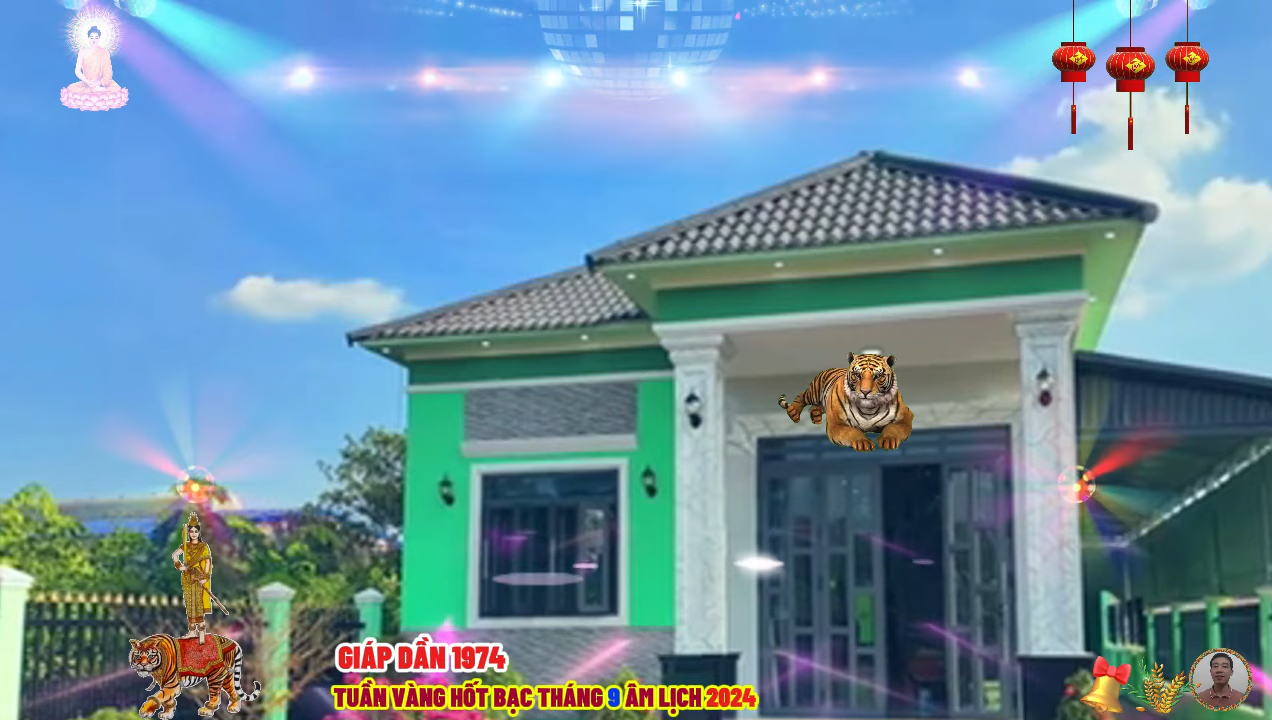 GIÁP DẦN 1974
TUẦN VÀNG HỐT BẠC THÁNG 9 ÂM LỊCH 2024